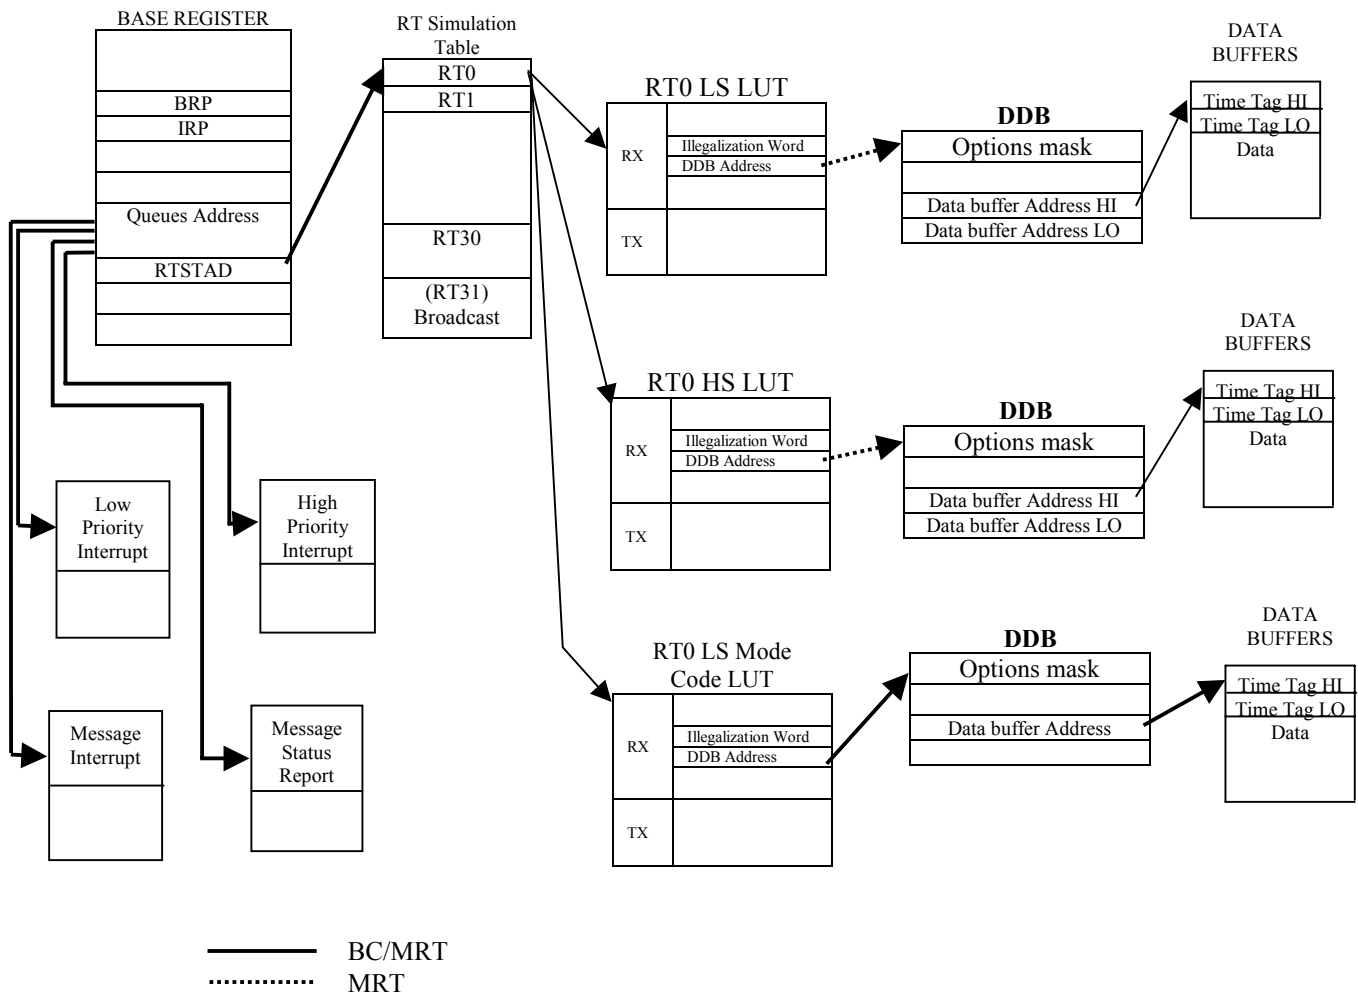 BASE REGISTER
BRP
IRP
Queues Address
RTSTAD
RT Simulation
Table
RT0
RT1
RT30
(RT31)
Broadcast
RT0 LS LUT
RX
Illegalization Word
DDB Address
TX
DDB
Options mask
Data buffer Address HI
Data buffer Address LO
DATA
BUFFERS
Time Tag HI
Time Tag LO
Data
RT0 HS LUT
RX
Illegalization Word
DDB Address
TX
DDB
Options mask
Data buffer Address HI
Data buffer Address LO
DATA
BUFFERS
Time Tag HI
Time Tag LO
Data
Low
Priority
Interrupt
High
Priority
Interrupt
Message
Interrupt
Message
Status
Report
RT0 LS Mode
Code LUT
RX
Illegalization Word
DDB Address
TX
DDB
Options mask
Data buffer Address
DATA
BUFFERS
Time Tag HI
Time Tag LO
Data
BC/MRT
MRT